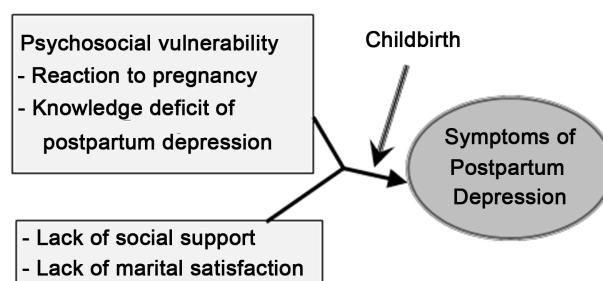 Psychosocial vulnerability
- Reaction to pregnancy
- Knowledge deficit of
postpartum depression
Childbirth
Symptoms of
Postpartum
Depression
- Lack of social support
- Lack of marital satisfaction